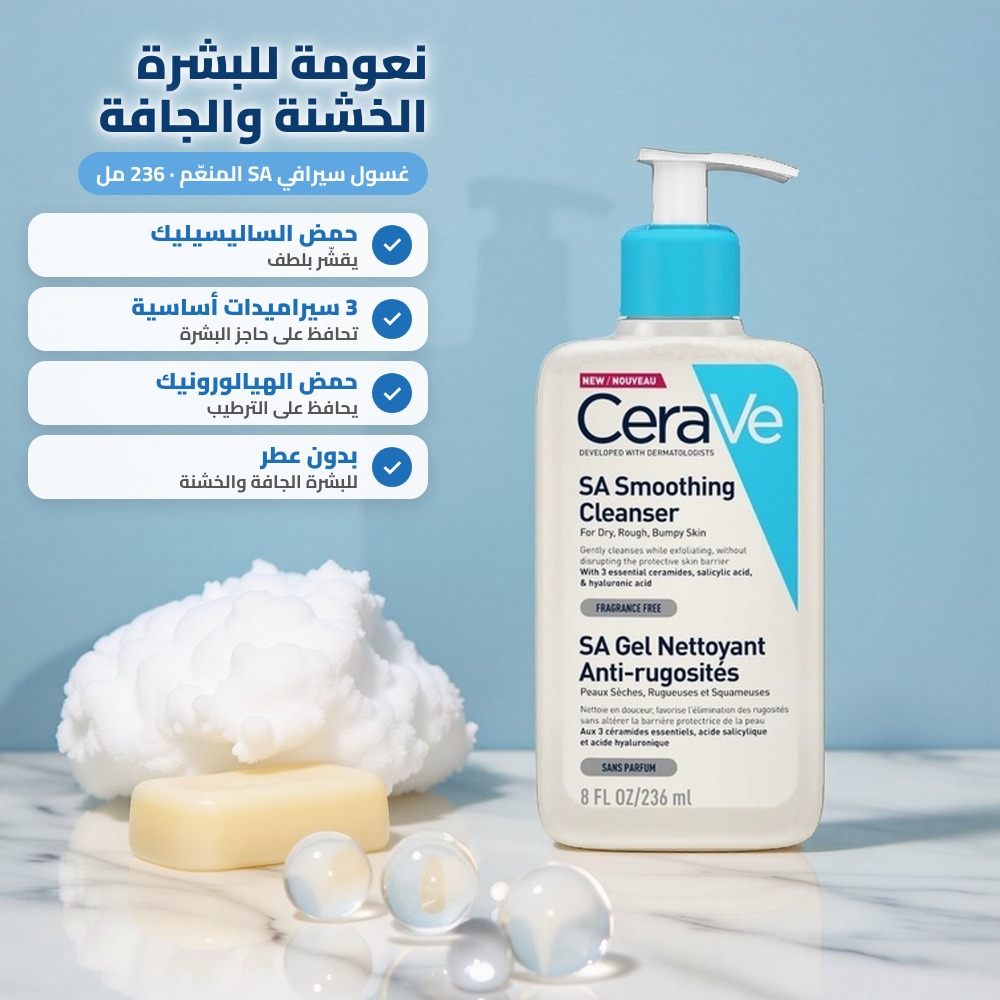 نعومة للبشرة
الخشنة والجافة
غسول سيرافي SA المنعّم · 236 مل
حمض الساليسيليك
يقشّر بلطف
3 سيراميدات أساسية
تحافظ على حاجز البشرة
حمض الهيالورونيك
يحافظ على الترطيب
بدون عطر
للبشرة الجافة والخشنة
NEW / NOUVEAU
CeraVe
DEVELOPED WITH DERMATOLOGISTS
SA Smoothing
Cleanser
For Dry, Rough, Bumpy Skin
Gently cleanses while exfoliating, without
disrupting the protective skin barrier
With 3 essential ceramides, salicylic acid,
& hyaluronic acid
FRAGRANCE FREE
SA Gel Nettoyant
Anti-rugosités
Peaux Sèches, Rugueuses et Squameuses
Nettoie en douceur, favorise l'élimination des rugosités
sans altérer la barrière protectrice de la peau
Aux 3 céramides essentiels, acide salicylique
et acide hyaluronique
SANS PARFUM
8 FL OZ/236 ml